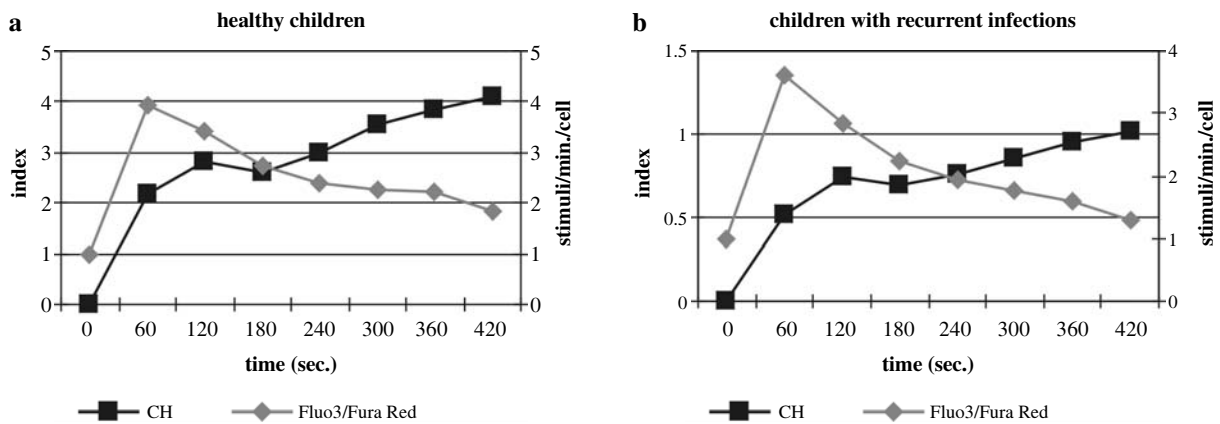 a
healthy children
5
4
3
2
1
0
index
5
4
3
2
1
0
stimuli/min./cell
0 60 120 180 240 300 360 420
time (sec.)
CH Fluo3/Fura Red
b
children with recurrent infections
1.5
1
0.5
0
index
4
3
2
1
0
stimuli/min./cell
0 60 120 180 240 300 360 420
time (sec.)
CH Fluo3/Fura Red